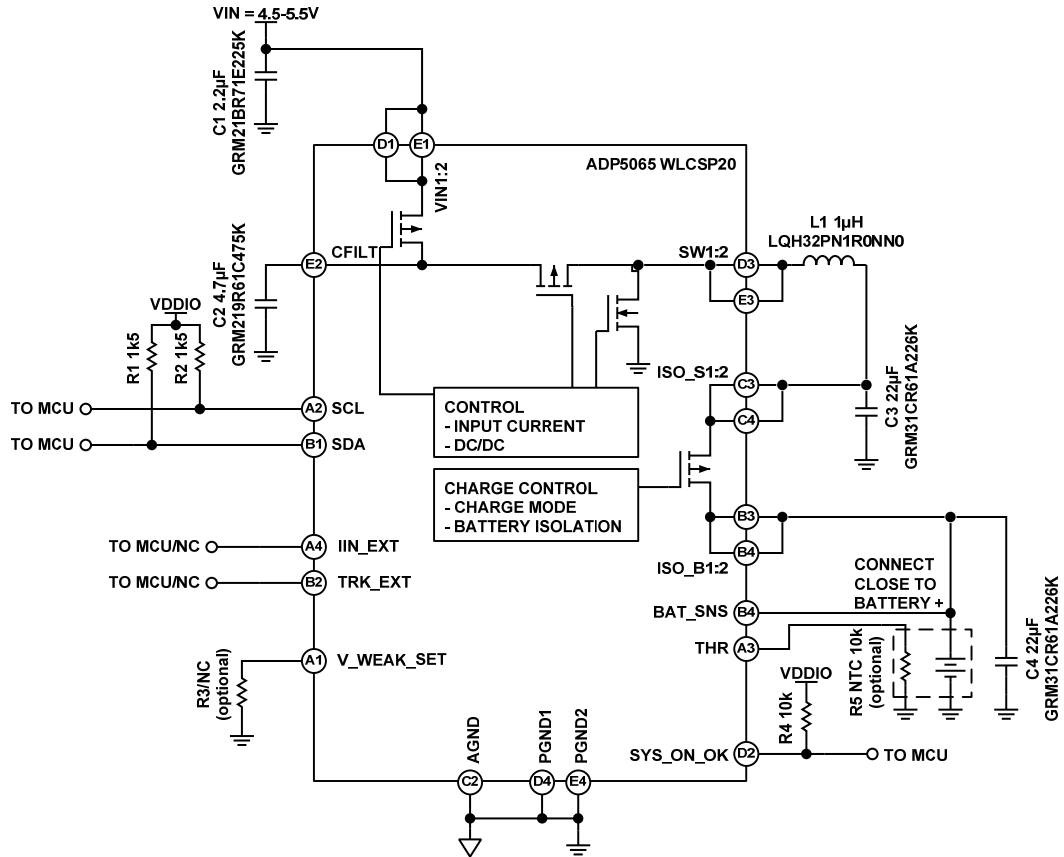 VIN = 4.5-5.5V
C1 2.2µF
GRM21BR71E225K
D1
E1
ADP5065 WLCSP20
VIN1:2
L1 1µH
LQH32PN1R0NN0
CFILT
SW1:2
E2
D3
C2 4.7µF
GRM219R61C475K
E3
VDDIO
R1 1k5
R2 1k5
ISO_S1:2
C3
C4
C3 22µF
GRM31CR61A226K
TO MCU
A2
SCL
CONTROL
- INPUT CURRENT
- DC/DC
TO MCU
B1
SDA
CHARGE CONTROL
- CHARGE MODE
- BATTERY ISOLATION
B3
B4
ISO_B1:2
TO MCU/NC
A4
IIN_EXT
TO MCU/NC
B2
TRK_EXT
CONNECT
CLOSE TO
BATTERY +
BAT_SNS
B4
THR
A3
R5 NTC 10k
(optional)
C4 22µF
GRM31CR61A226K
A1
V_WEAK_SET
R3/NC
(optional)
VDDIO
R4 10k
SYS_ON_OK
D2
TO MCU
AGND
PGND1
PGND2
C2
D4
E4